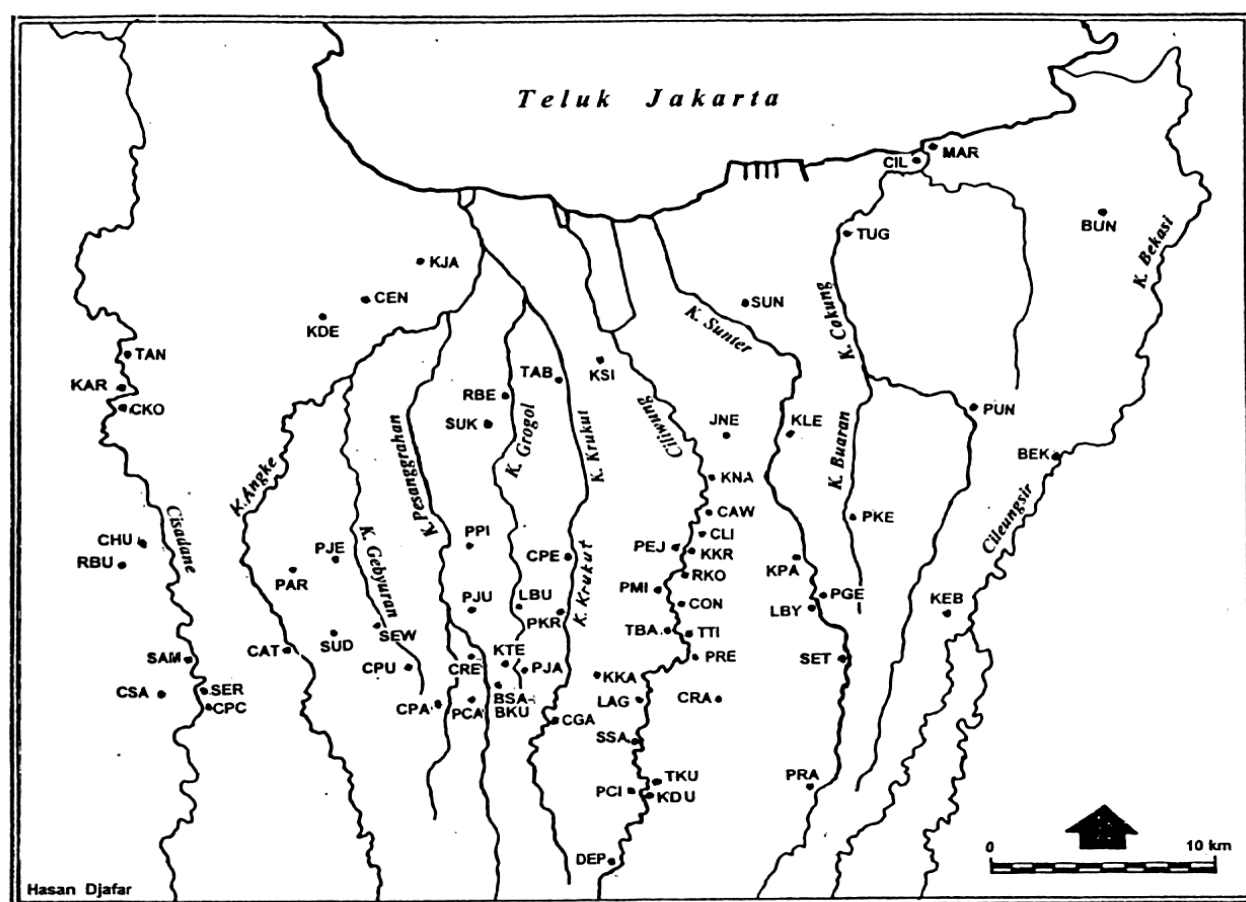 Teluk Jakarta
MAR
CIL
BUN
TUG
K. Bekasi
KJA
CEN
KDE
SUN
K. Sunter
K. Cakung
TAN
KAR
CKO
TAB
KSI
RBE
SUK
K. Grogol
K. Krukut
Ciliwung
JNE
KLE
PUN
BEK
K. Angke
K. Pesanggrahan
K. Buaran
KNA
CAW
CLI
PKE
Cileungsir
CHU
RBU
Cisadane
PJE
PAR
K. Gebyuran
PPI
CPE
K. Krukut
PEJ
KKR
RKO
PMI
CON
KPA
PGE
LBY
KEB
PJU
LBU
PKR
TBA
TTI
SUD
SEW
CAT
SAM
CPU
CRE
KTE
PJA
PRE
SET
KKA
CSA
SER
CPC
CPA
PCA
BSA-
BKU
CGA
LAG
CRA
SSA
TKU
PCI
KDU
PRA
DEP
0
10 km
Hasan Djafar